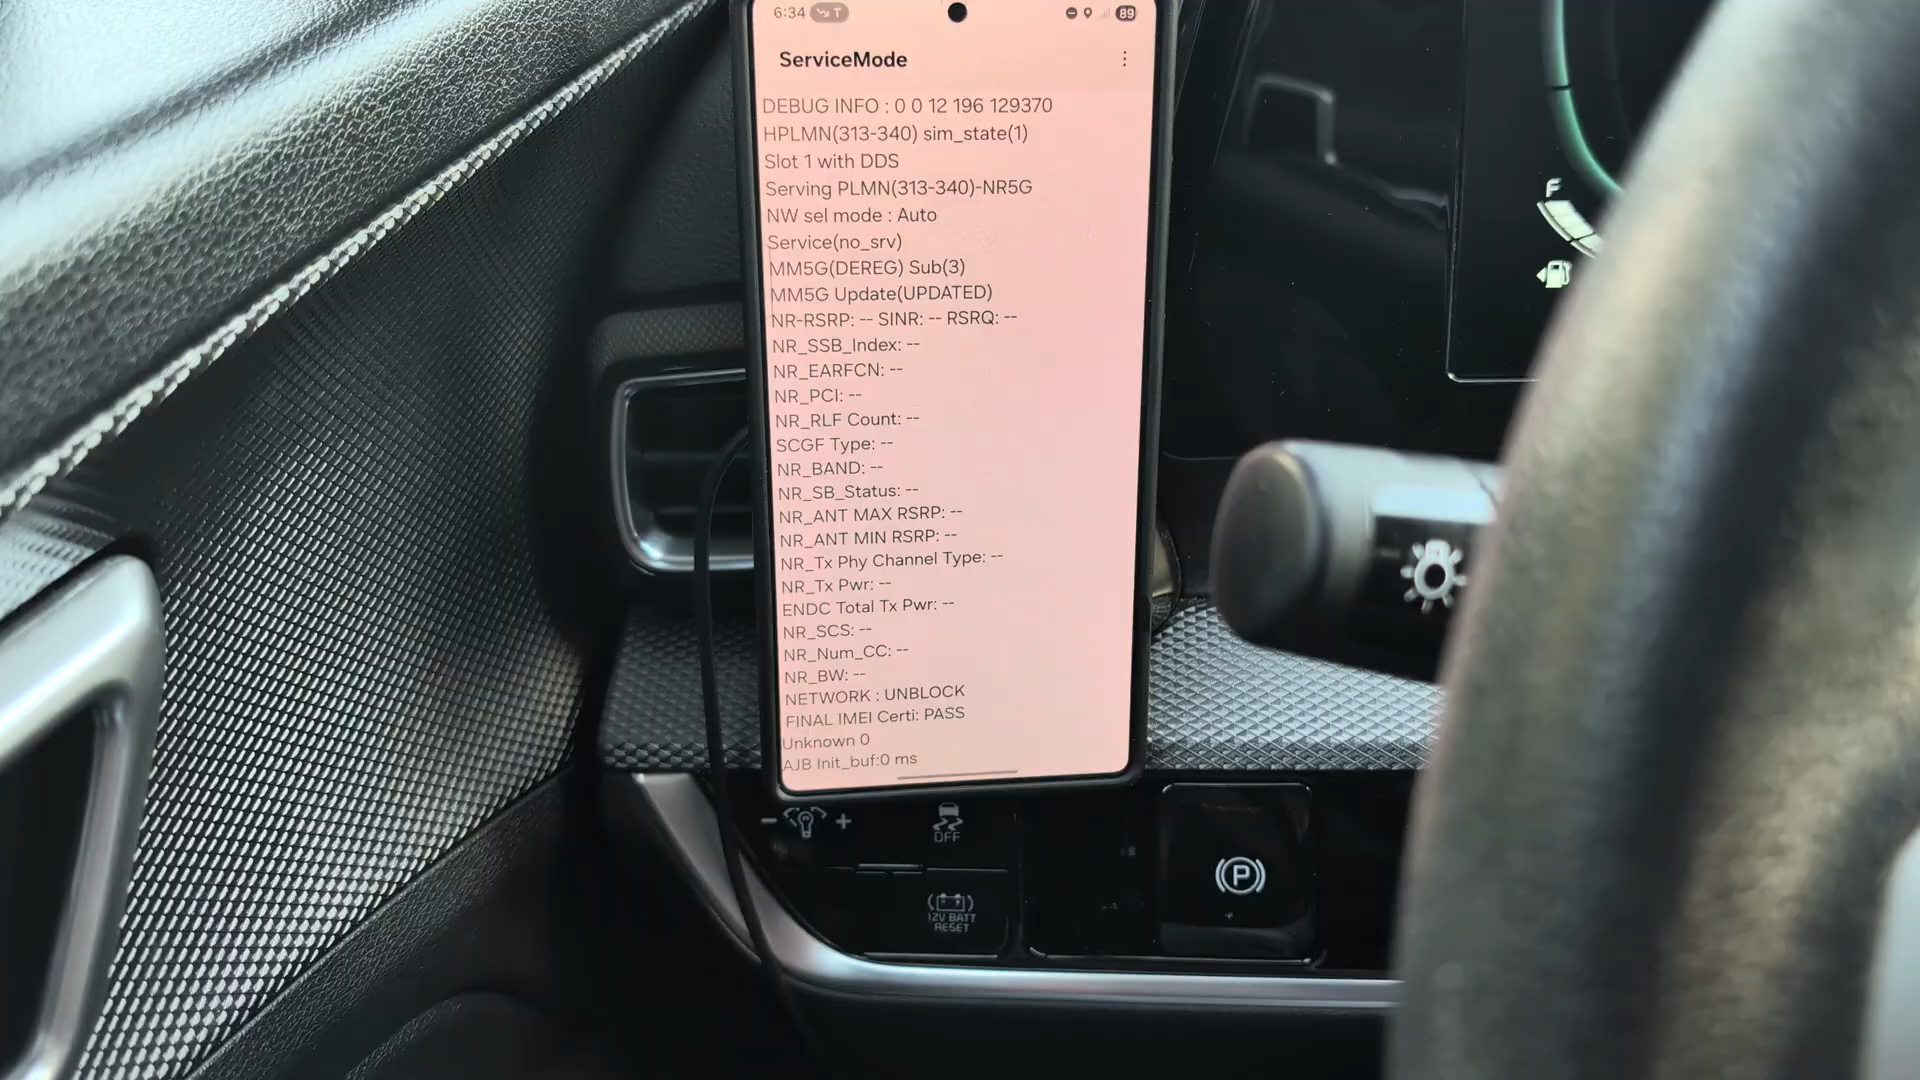 6:34 T 89
ServiceMode
DEBUG INFO : 0 0 12 196 129370
HPLMN(313-340) sim_state(1)
Slot 1 with DDS
Serving PLMN(313-340)-NR5G
NW sel mode : Auto
Service(no_srv)
MM5G(DEREG) Sub(3)
MM5G Update(UPDATED)
NR-RSRP: -- SINR: -- RSRQ: --
NR_SSB_Index: --
NR_EARFCN: --
NR_PCI: --
NR_RLF Count: --
SCGF Type: --
NR_BAND: --
NR_SB_Status: --
NR_ANT MAX RSRP: --
NR_ANT MIN RSRP: --
NR_Tx Phy Channel Type: --
NR_Tx Pwr: --
ENDC Total Tx Pwr: --
NR_SCS: --
NR_Num_CC: --
NR_BW: --
NETWORK : UNBLOCK
FINAL IMEI Certi: PASS
Unknown 0
AJB Init_buf:0 ms
F
- +
OFF
P
12V BATT
RESET